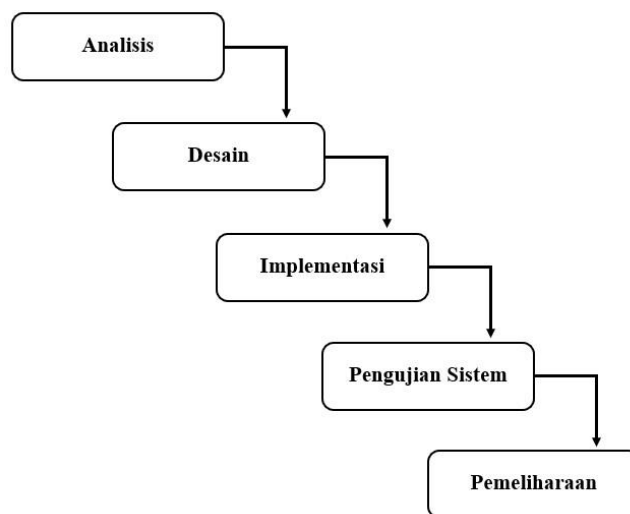 Analisis
Desain
Implementasi
Pengujian Sistem
Pemeliharaan